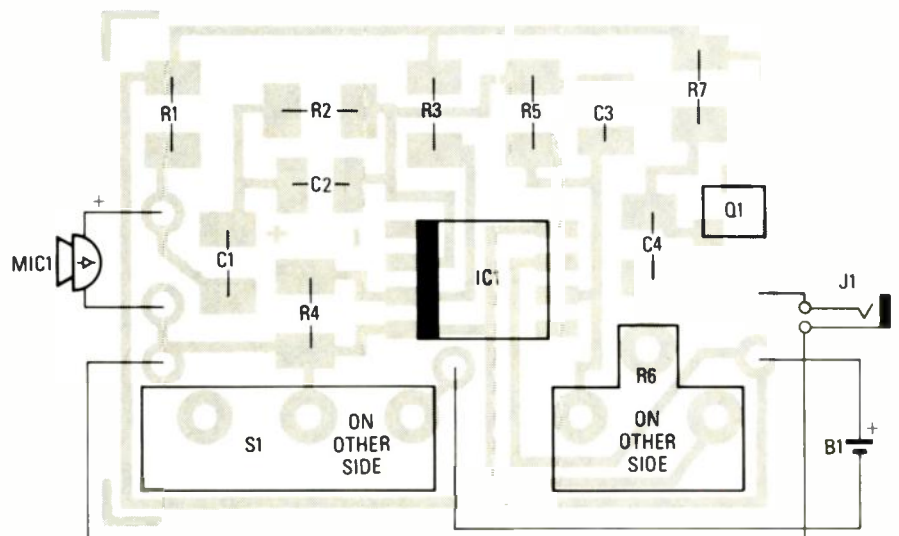 R1
R2
R3
R5
C3
R7
C2
+
+
Q1
MIC1
C1
IC1
C4
R4
J1
R6
S1
ON
OTHER
SIDE
ON
OTHER
SIDE
+
B1